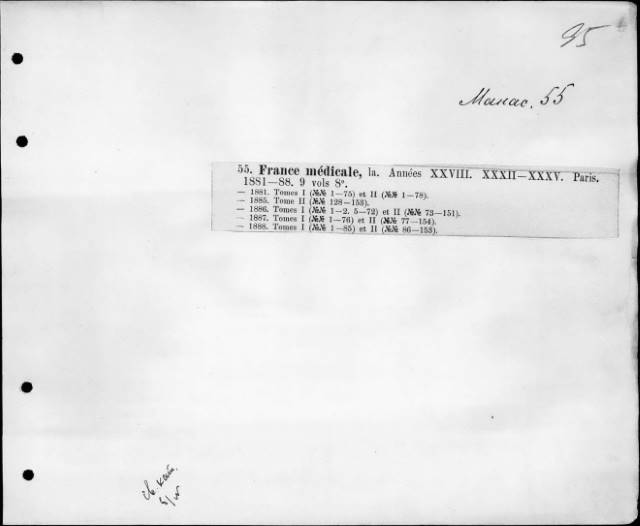 95
Манас. 55
55. France médicale, la. Années XXVIII. XXXII—XXXV. Paris.
1881—88. 9 vols 8°.
— 1881. Tomes I (№№ 1—75) et II (№№ 1—78).
— 1885. Tome II (№№ 128—153).
— 1886. Tomes I (№№ 1—2. 5—72) et II (№№ 73—151).
— 1887. Tomes I (№№ 1—76) et II (№№ 77—154).
— 1888. Tomes I (№№ 1—85) et II (№№ 86—153).
св. кат.